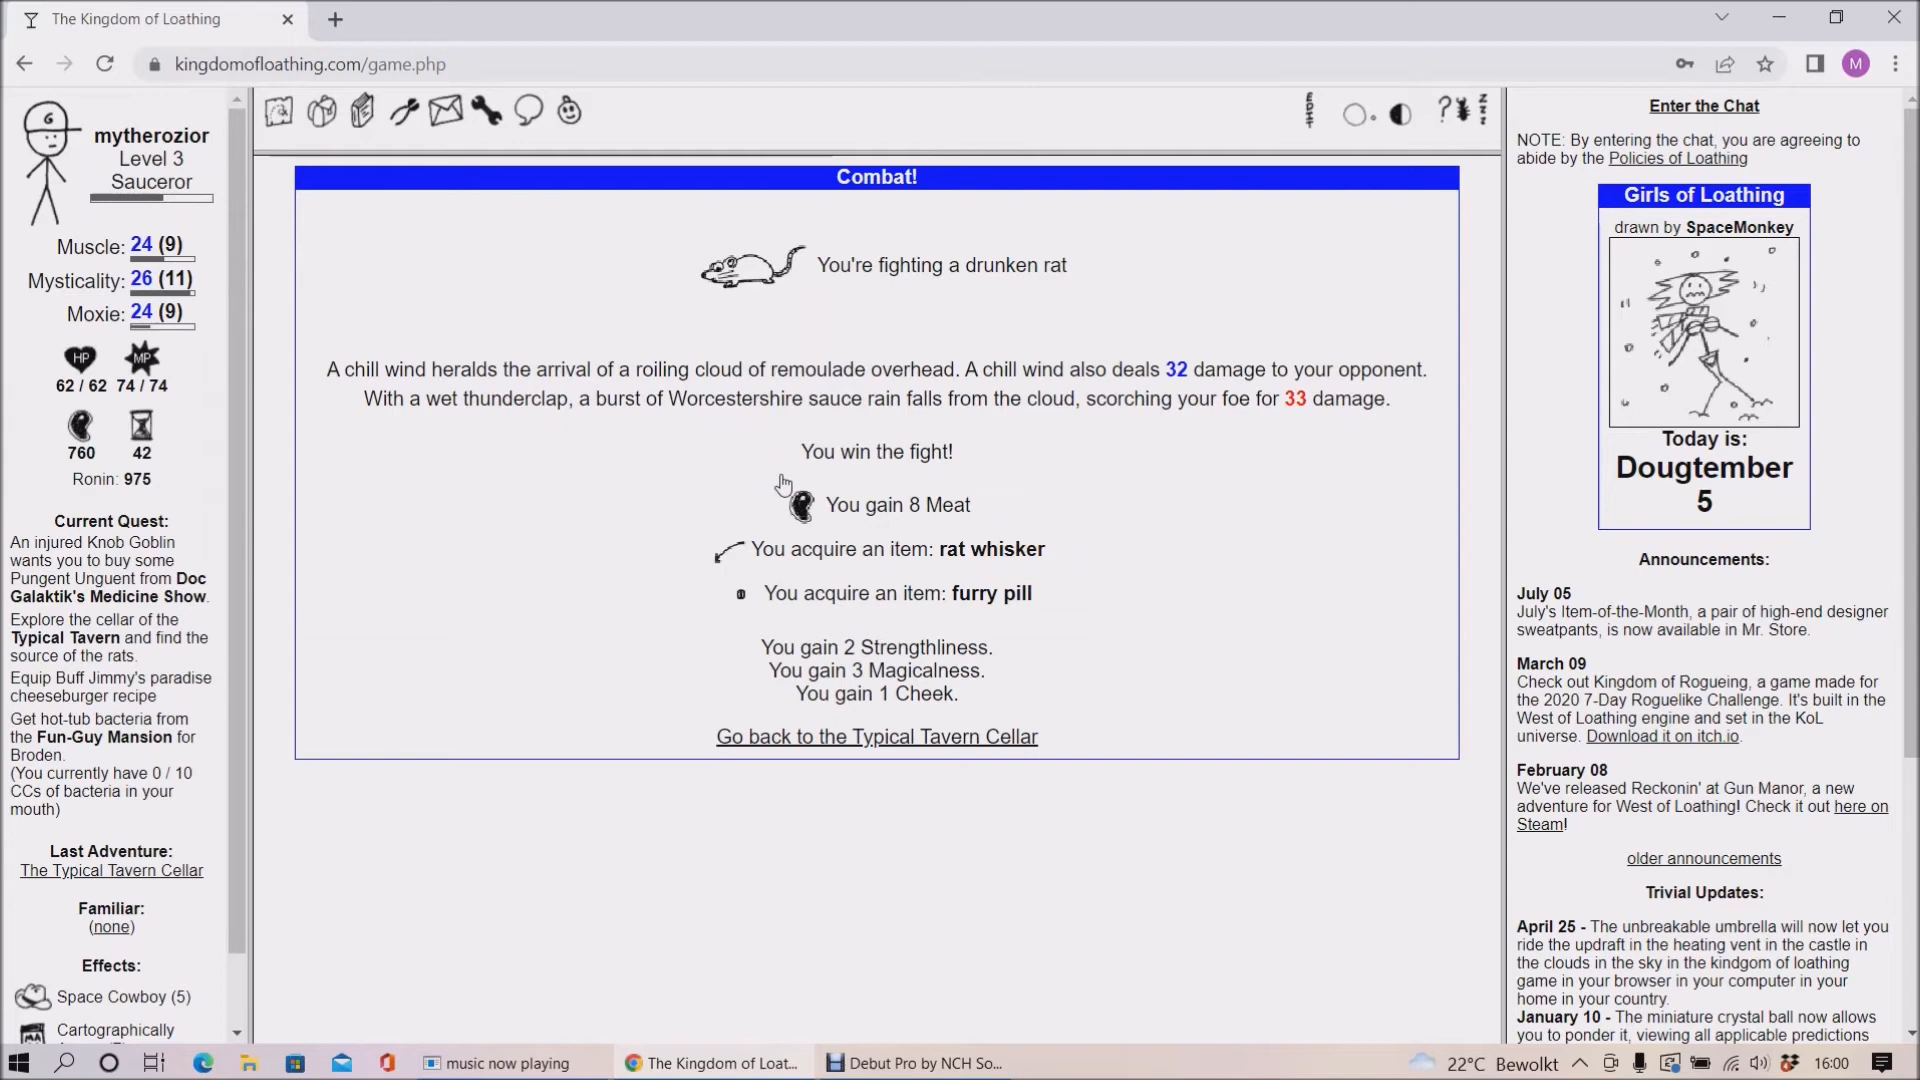 The Kingdom of Loathing
kingdomofloathing.com/game.php
M
G
mytherozior
Level 3
Sauceror
Muscle: 24 (9)
Mysticality: 26 (11)
Moxie: 24 (9)
HP MP
62 / 62 74 / 74
760 42
Ronin: 975
Current Quest:
An injured Knob Goblin
wants you to buy some
Pungent Unguent from Doc
Galaktik's Medicine Show.
Explore the cellar of the
Typical Tavern and find the
source of the rats.
Equip Buff Jimmy's paradise
cheeseburger recipe
Get hot-tub bacteria from
the Fun-Guy Mansion for
Broden.
(You currently have 0 / 10
CCs of bacteria in your
mouth)
Last Adventure:
The Typical Tavern Cellar
Familiar:
(none)
Effects:
Space Cowboy (5)
Cartographically
Combat!
You're fighting a drunken rat
A chill wind heralds the arrival of a roiling cloud of remoulade overhead. A chill wind also deals 32 damage to your opponent.
With a wet thunderclap, a burst of Worcestershire sauce rain falls from the cloud, scorching your foe for 33 damage.
You win the fight!
You gain 8 Meat
You acquire an item: rat whisker
You acquire an item: furry pill
You gain 2 Strengthliness.
You gain 3 Magicalness.
You gain 1 Cheek.
Go back to the Typical Tavern Cellar
Enter the Chat
NOTE: By entering the chat, you are agreeing to
abide by the Policies of Loathing
Girls of Loathing
drawn by SpaceMonkey
Today is:
Dougtember
5
Announcements:
July 05
July's Item-of-the-Month, a pair of high-end designer
sweatpants, is now available in Mr. Store.
March 09
Check out Kingdom of Rogueing, a game made for
the 2020 7-Day Roguelike Challenge. It's built in the
West of Loathing engine and set in the KoL
universe. Download it on itch.io.
February 08
We've released Reckonin' at Gun Manor, a new
adventure for West of Loathing! Check it out here on
Steam!
older announcements
Trivial Updates:
April 25 - The unbreakable umbrella will now let you
ride the updraft in the heating vent in the castle in
the clouds in the sky in the kindgom of loathing
game in your browser in your computer in your
home in your country.
January 10 - The miniature crystal ball now allows
you to ponder it, viewing all applicable predictions
music now playing
The Kingdom of Loat...
Debut Pro by NCH So...
22°C Bewolkt
16:00